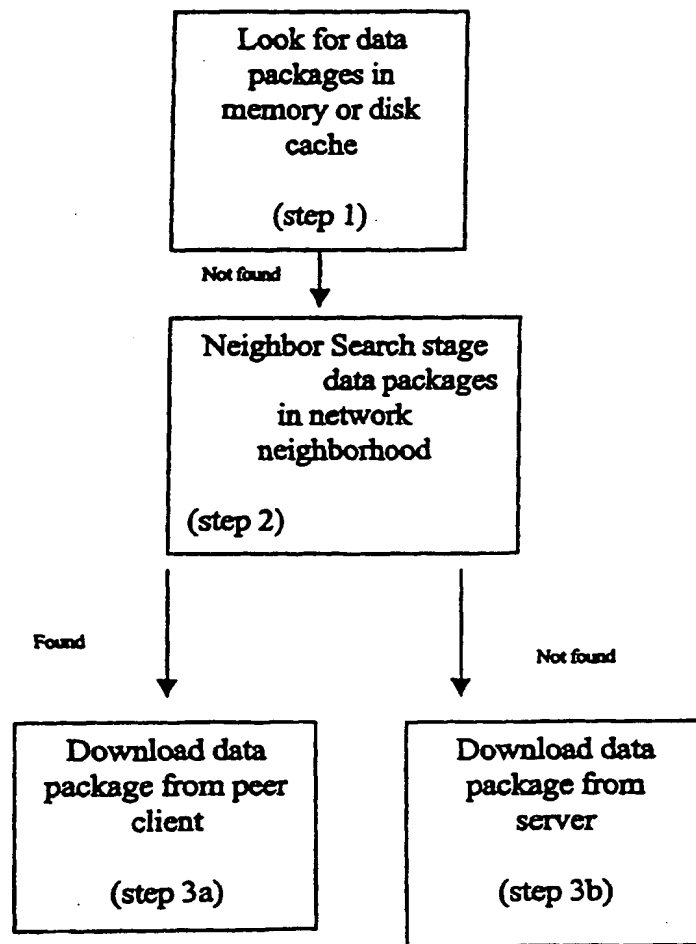 Look for data
packages in
memory or disk
cache
(step 1)
Not found
Neighbor Search stage
data packages
in network
neighborhood
(step 2)
Found
Not found
Download data
package from peer
client
(step 3a)
Download data
package from
server
(step 3b)